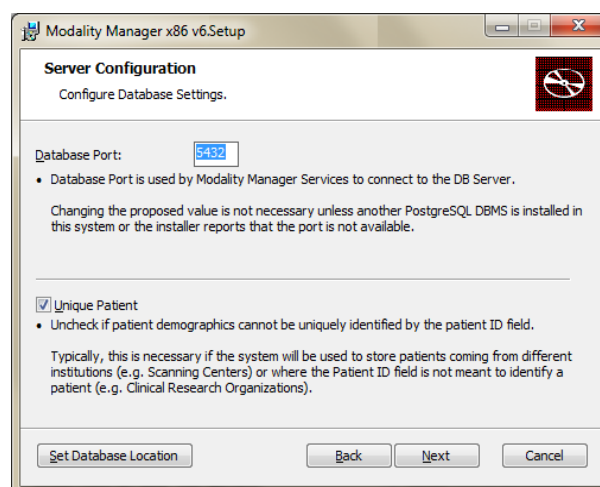 Modality Manager x86 v6.Setup
Server Configuration
Configure Database Settings.
Database Port: 5432
• Database Port is used by Modality Manager Services to connect to the DB Server.
Changing the proposed value is not necessary unless another PostgreSQL DBMS is installed in
this system or the installer reports that the port is not available.
Unique Patient
• Uncheck if patient demographics cannot be uniquely identified by the patient ID field.
Typically, this is necessary if the system will be used to store patients coming from different
institutions (e.g. Scanning Centers) or where the Patient ID field is not meant to identify a
patient (e.g. Clinical Research Organizations).
Set Database Location Back Next Cancel